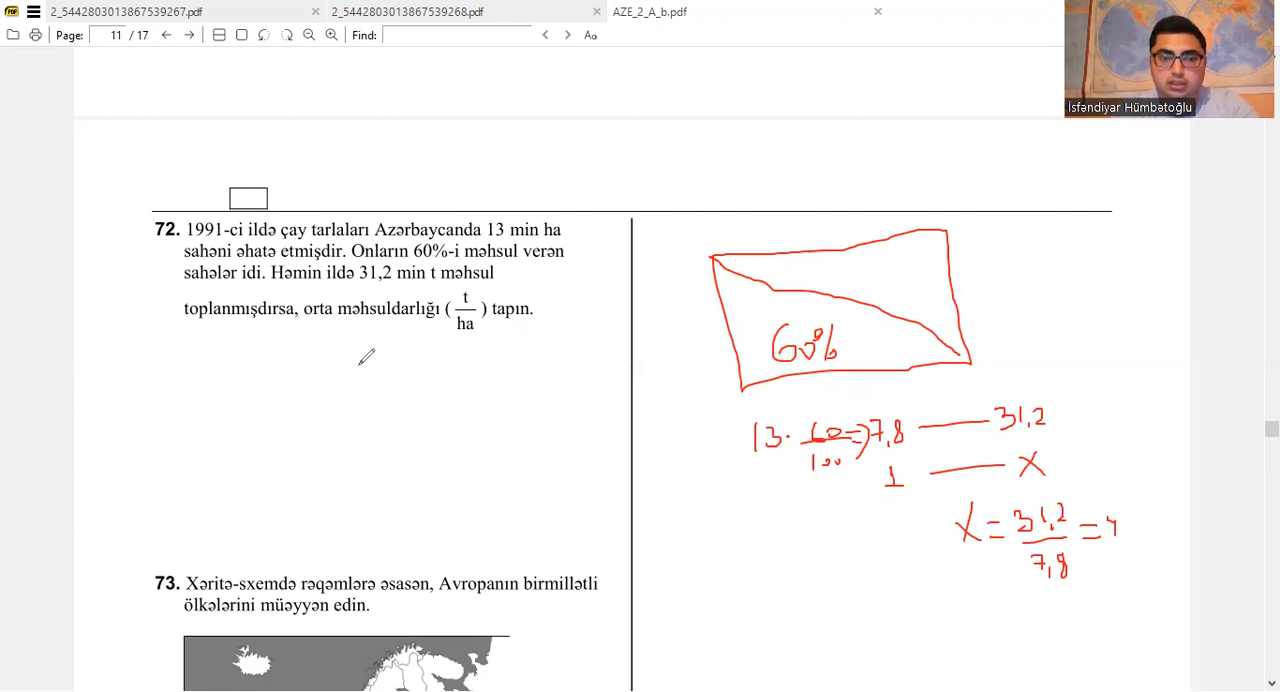 2_5442803013867539267.pdf × 2_5442803013867539268.pdf × AZE_2_A_b.pdf ×
Page: 11 / 17 Find:
İsfəndiyar Hümbətoğlu
72. 1991-ci ildə çay tarlaları Azərbaycanda 13 min ha
sahəni əhatə etmişdir. Onların 60%-i məhsul verən
sahələr idi. Həmin ildə 31,2 min t məhsul
toplanmışdırsa, orta məhsuldarlığı ( t/ha ) tapın.
60%
13 · 60/100 => 7,8 — 31,2
1 — X
X = 31,2/7,8 = 4
73. Xəritə-sxemdə rəqəmlərə əsasən, Avropanın birmillətli
ölkələrini müəyyən edin.